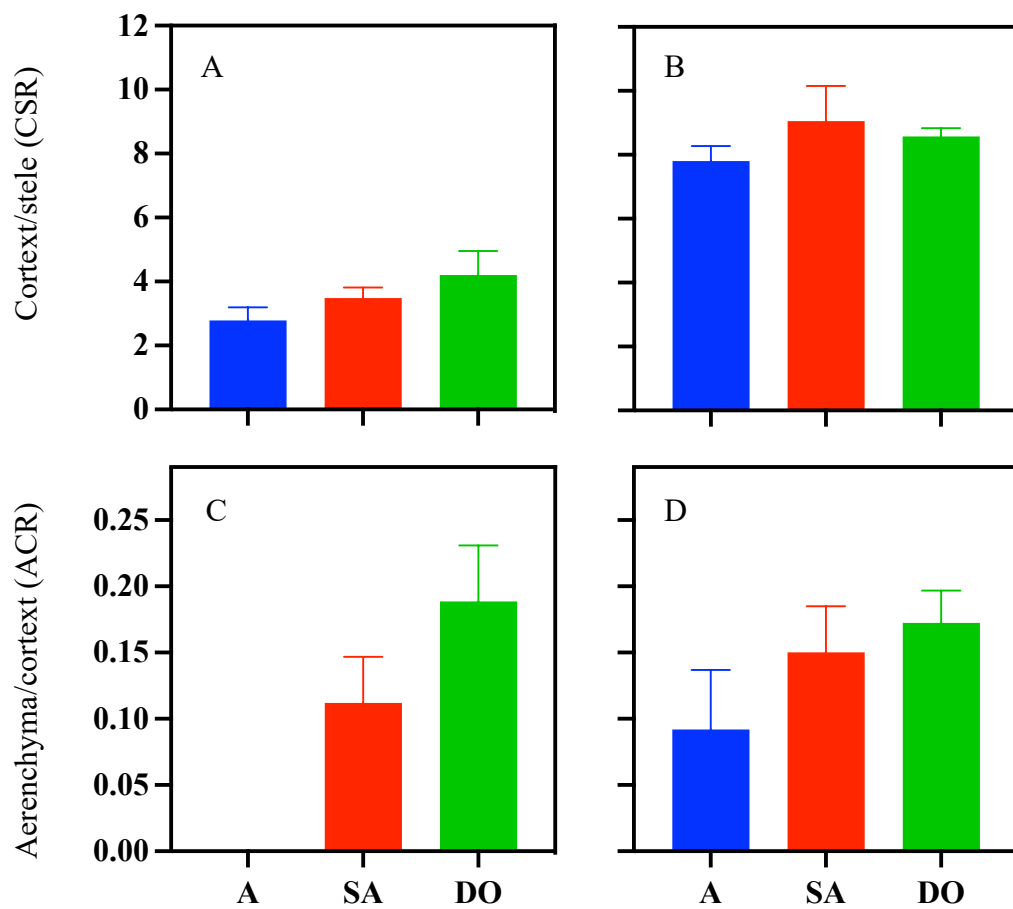 Cortext/stele (CSR)
12
10
8
6
4
2
0
A
B
Aerenchyma/cortext (ACR)
0.25
0.20
0.15
0.10
0.05
0.00
C
D
A SA DO
A SA DO